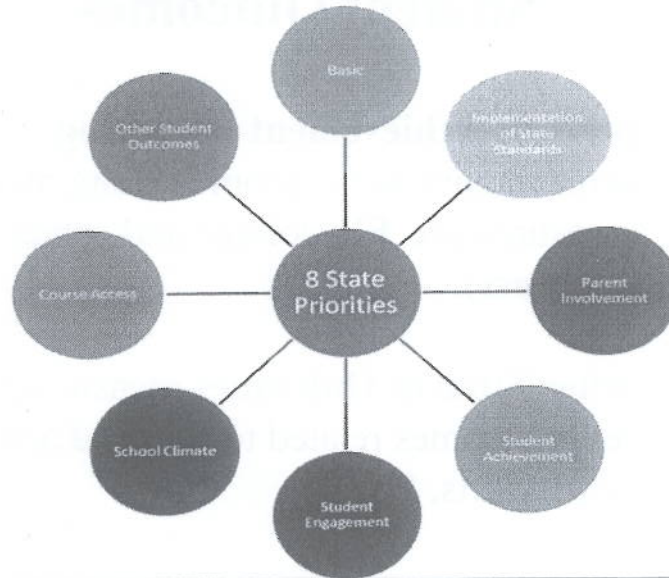 8 State
Priorities
Basic
Implementation
of State
Standards
Parent
Involvement
Student
Achievement
Student
Engagement
School Climate
Course Access
Other Student
Outcomes